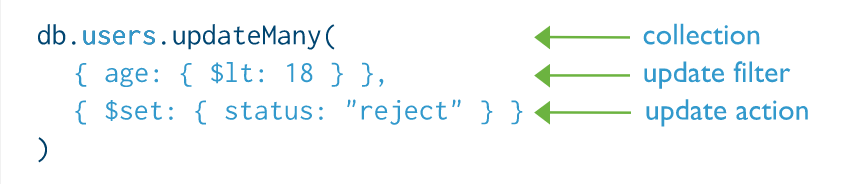 db.users.updateMany( collection
{ age: { $lt: 18 } }, update filter
{ $set: { status: "reject" } } update action
)